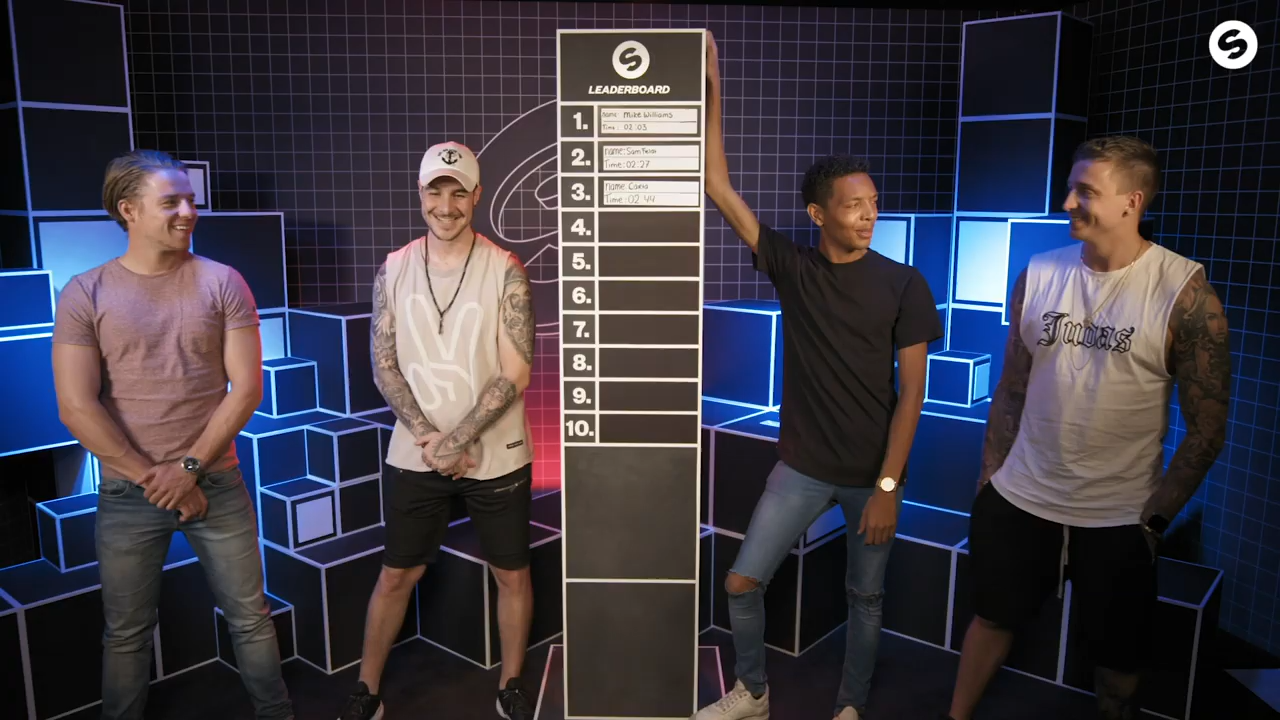 LEADERBOARD
1.
name: Mike Williams
Time: 02:03
2.
name: Sam Feldt
Time: 02:27
3.
name Carta
Time: 02:44
4.
5.
6.
7.
8.
9.
10.
Judas